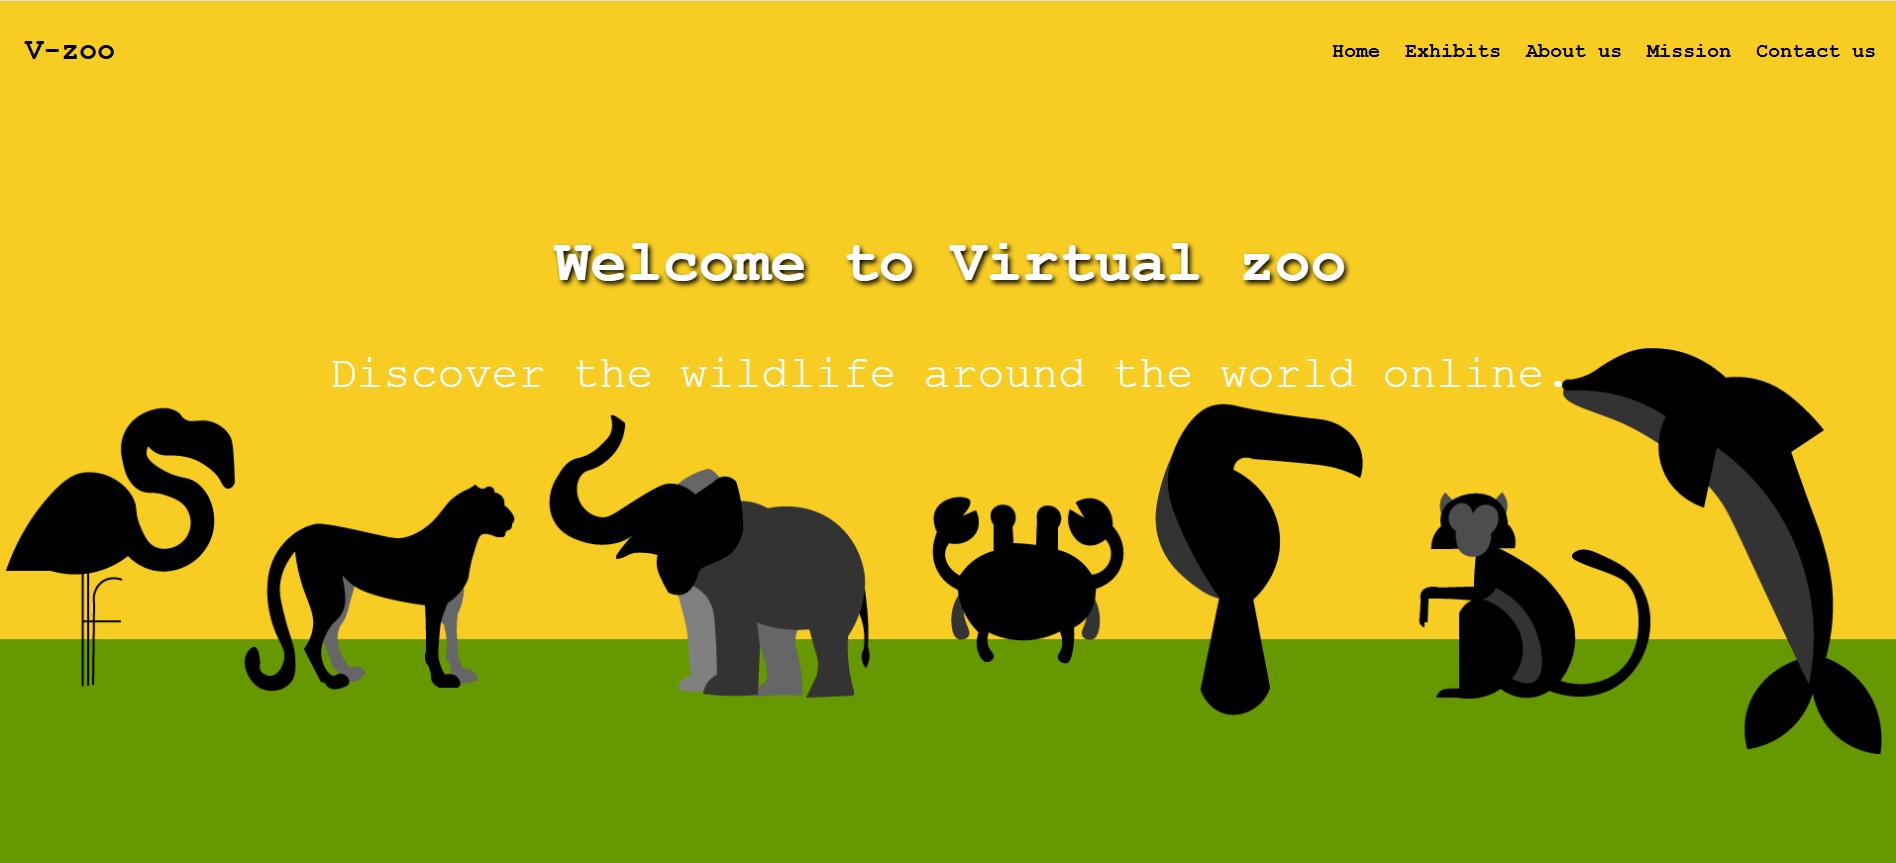 V-zoo
Home Exhibits About us Mission Contact us
Welcome to Virtual zoo
Discover the wildlife around the world online.